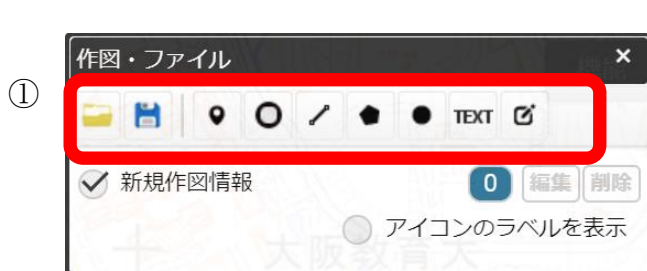 作図・ファイル ×
①
TEXT
新規作図情報 0 編集 削除
アイコンのラベルを表示
大阪教育大